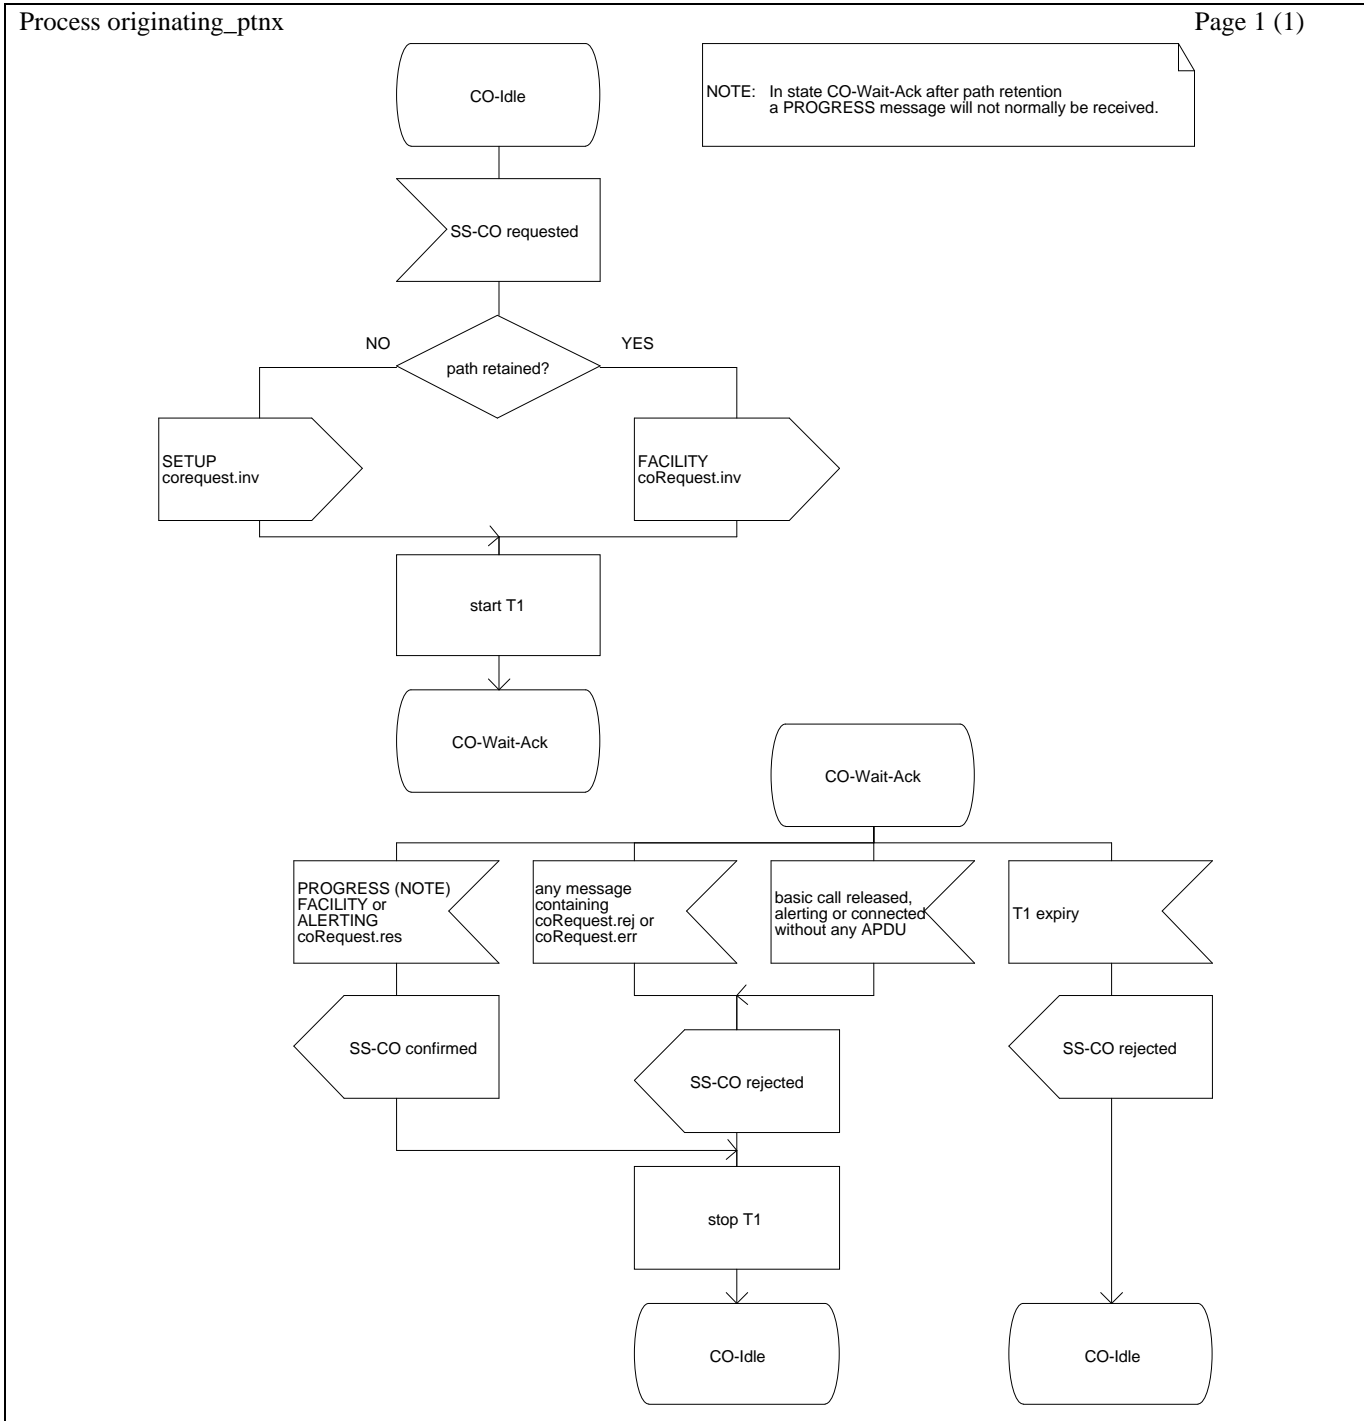 Process originating_ptnx
Page 1 (1)
CO-Idle
NOTE: In state CO-Wait-Ack after path retention
a PROGRESS message will not normally be received.
SS-CO requested
NO
YES
path retained?
SETUP
corequest.inv
FACILITY
coRequest.inv
start T1
CO-Wait-Ack
CO-Wait-Ack
PROGRESS (NOTE)
FACILITY or
ALERTING
coRequest.res
any message
containing
coRequest.rej or
coRequest.err
basic call released,
alerting or connected
without any APDU
T1 expiry
SS-CO confirmed
SS-CO rejected
SS-CO rejected
stop T1
CO-Idle
CO-Idle